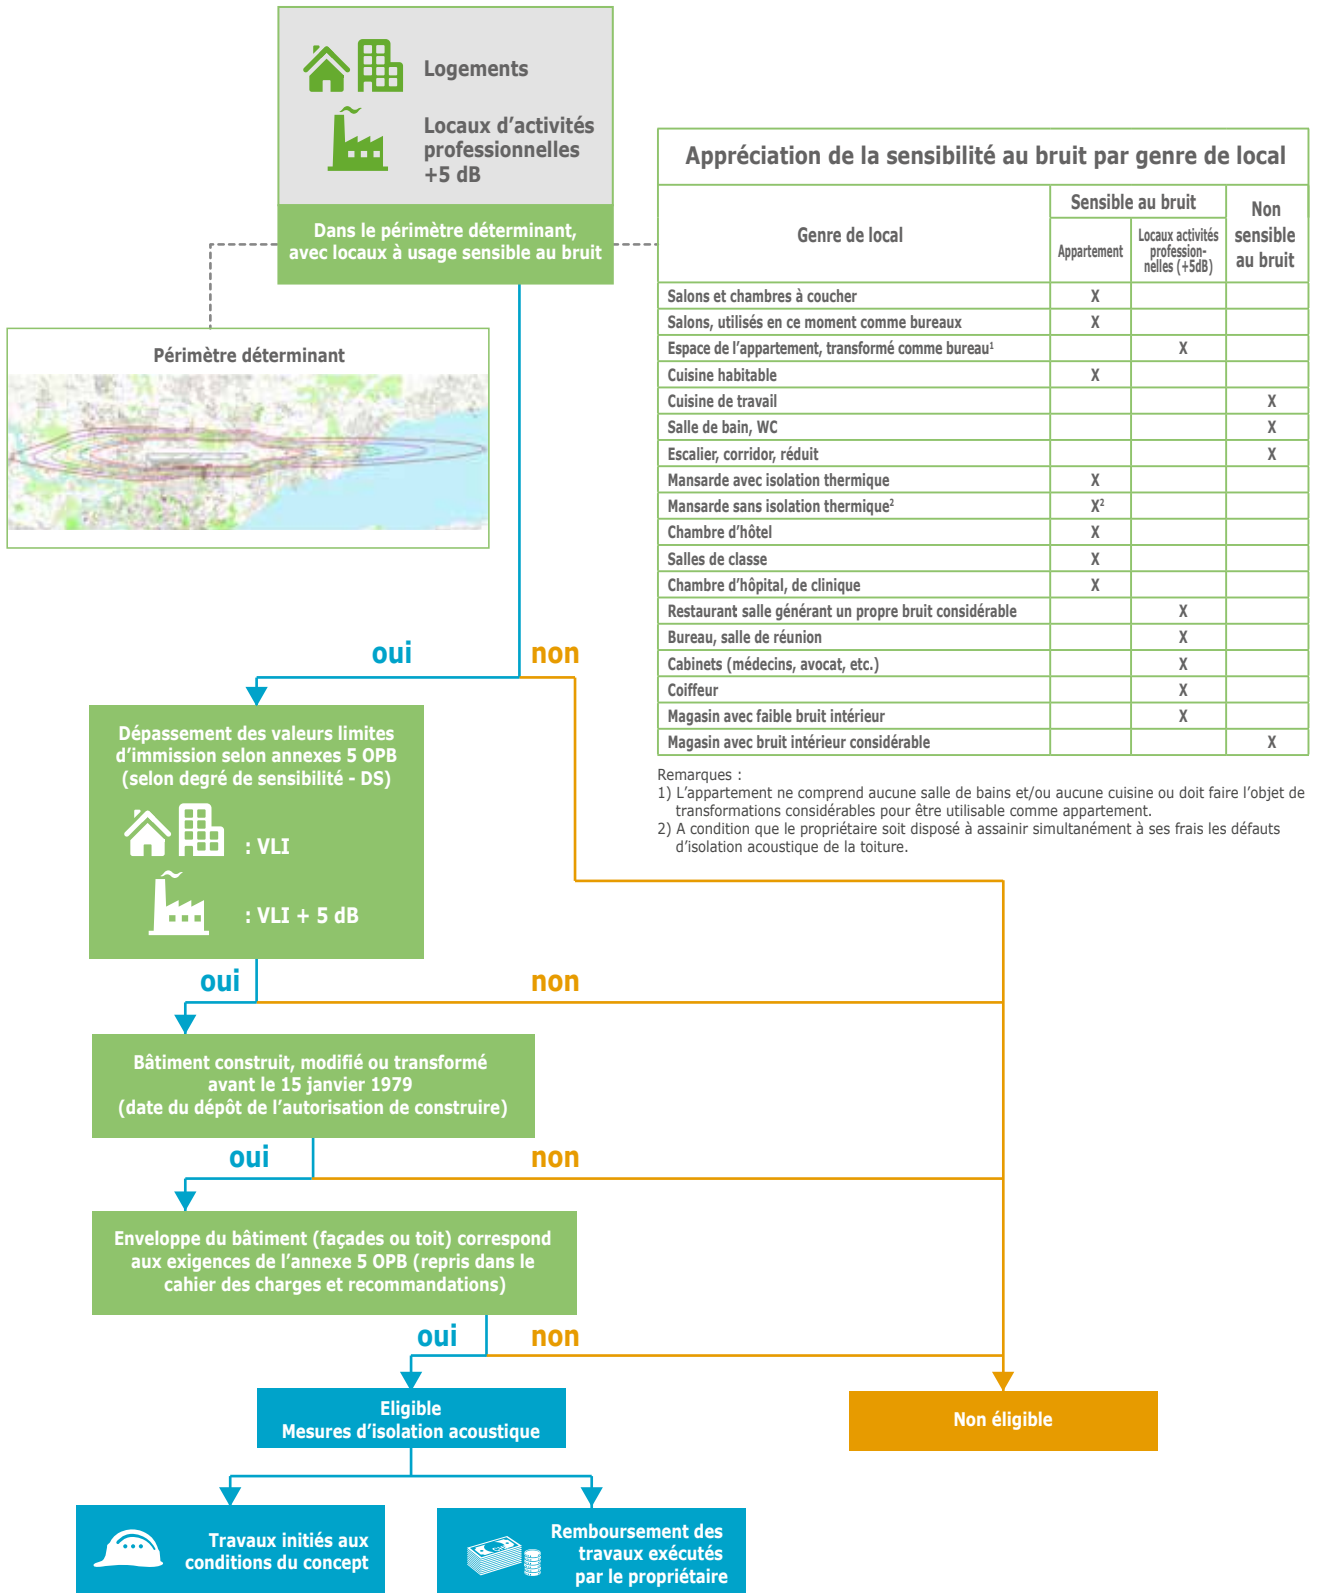 Logements
Locaux d’activités
professionnelles
+5 dB
Dans le périmètre déterminant,
avec locaux à usage sensible au bruit
Périmètre déterminant
Appréciation de la sensibilité au bruit par genre de local
Genre de local
Sensible au bruit
Non
sensible
au bruit
Appartement
Locaux activités
profession-
nelles (+5dB)
Salons et chambres à coucher X
Salons, utilisés en ce moment comme bureaux X
Espace de l’appartement, transformé comme bureau¹ X
Cuisine habitable X
Cuisine de travail X
Salle de bain, WC X
Escalier, corridor, réduit X
Mansarde avec isolation thermique X
Mansarde sans isolation thermique² X²
Chambre d’hôtel X
Salles de classe X
Chambre d’hôpital, de clinique X
Restaurant: salle générant un propre bruit considérable X
Bureau, salle de réunion X
Cabinets (médecins, avocat, etc.) X
Coiffeur X
Magasin avec faible bruit intérieur X
Magasin avec bruit intérieur considérable X
Remarques :
1) L’appartement ne comprend aucune salle de bains et/ou aucune cuisine ou doit faire l’objet de
transformations considérables pour être utilisable comme appartement.
2) A condition que le propriétaire soit disposé à assainir simultanément à ses frais les défauts
d’isolation acoustique de la toiture.
oui non
Dépassement des valeurs limites
d’immission selon annexes 5 OPB
(selon degré de sensibilité - DS)
: VLI
: VLI + 5 dB
oui non
Bâtiment construit, modifié ou transformé
avant le 15 janvier 1979
(date du dépôt de l’autorisation de construire)
oui non
Enveloppe du bâtiment (façades ou toit) correspond
aux exigences de l’annexe 5 OPB (repris dans le
cahier des charges et recommandations)
oui non
Eligible
Mesures d’isolation acoustique
Non éligible
Travaux initiés aux
conditions du concept
Remboursement des
travaux exécutés
par le propriétaire